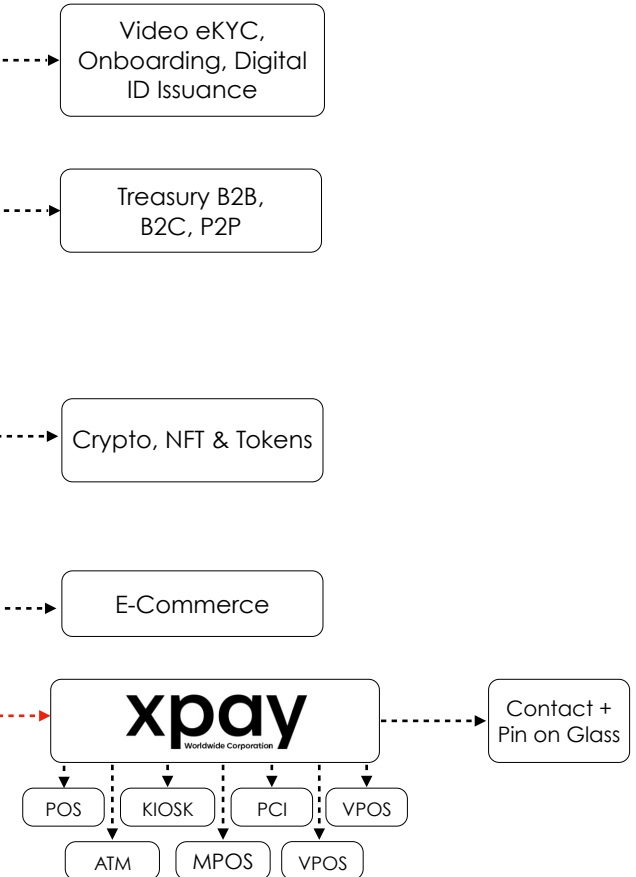 Video eKYC,
Onboarding, Digital
ID Issuance
Treasury B2B,
B2C, P2P
Crypto, NFT & Tokens
E-Commerce
xpay
Worldwide Corporation
Contact +
Pin on Glass
POS
KIOSK
PCI
VPOS
ATM
MPOS
VPOS